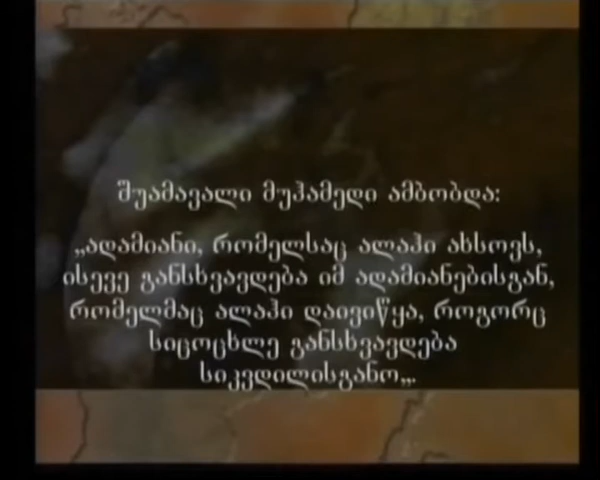 შუამავალი მუჰამედი ამბობდა:
„ადამიანი, რომელსაც ალაჰი ახსოვს,
ისევე განსხვავდება იმ ადამიანებისგან,
რომელმაც ალაჰი დაივიწყა, როგორც
სიცოცხლე განსხვავდება
სიკვდილისგანო„.